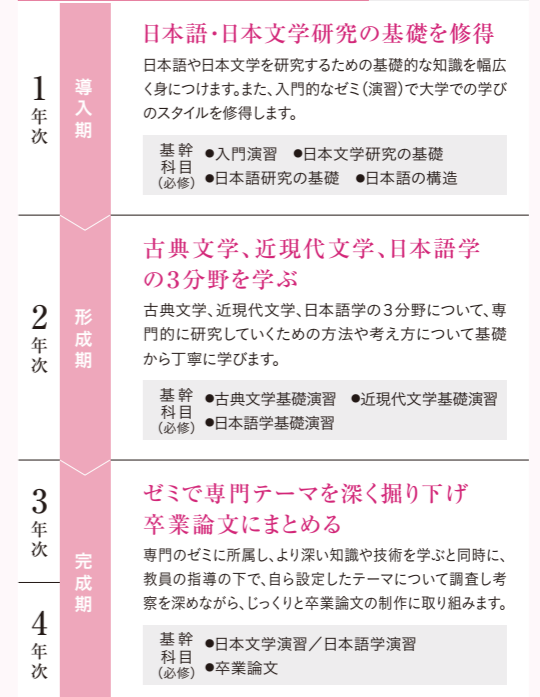 1年次
導入期
日本語・日本文学研究の基礎を修得
日本語や日本文学を研究するための基礎的な知識を幅広
く身につけます。また、入門的なゼミ（演習）で大学での学び
のスタイルを修得します。
基幹科目（必修）
●入門演習　●日本文学研究の基礎
●日本語研究の基礎　●日本語の構造
2年次
形成期
古典文学、近現代文学、日本語学
の3分野を学ぶ
古典文学、近現代文学、日本語学の3分野について、専
門的に研究していくための方法や考え方について基礎
から丁寧に学びます。
基幹科目（必修）
●古典文学基礎演習　●近現代文学基礎演習
●日本語学基礎演習
3年次
4年次
完成期
ゼミで専門テーマを深く掘り下げ
卒業論文にまとめる
専門のゼミに所属し、より深い知識や技術を学ぶと同時に、
教員の指導の下で、自ら設定したテーマについて調査し考
察を深めながら、じっくりと卒業論文の制作に取り組みます。
基幹科目（必修）
●日本文学演習／日本語学演習
●卒業論文